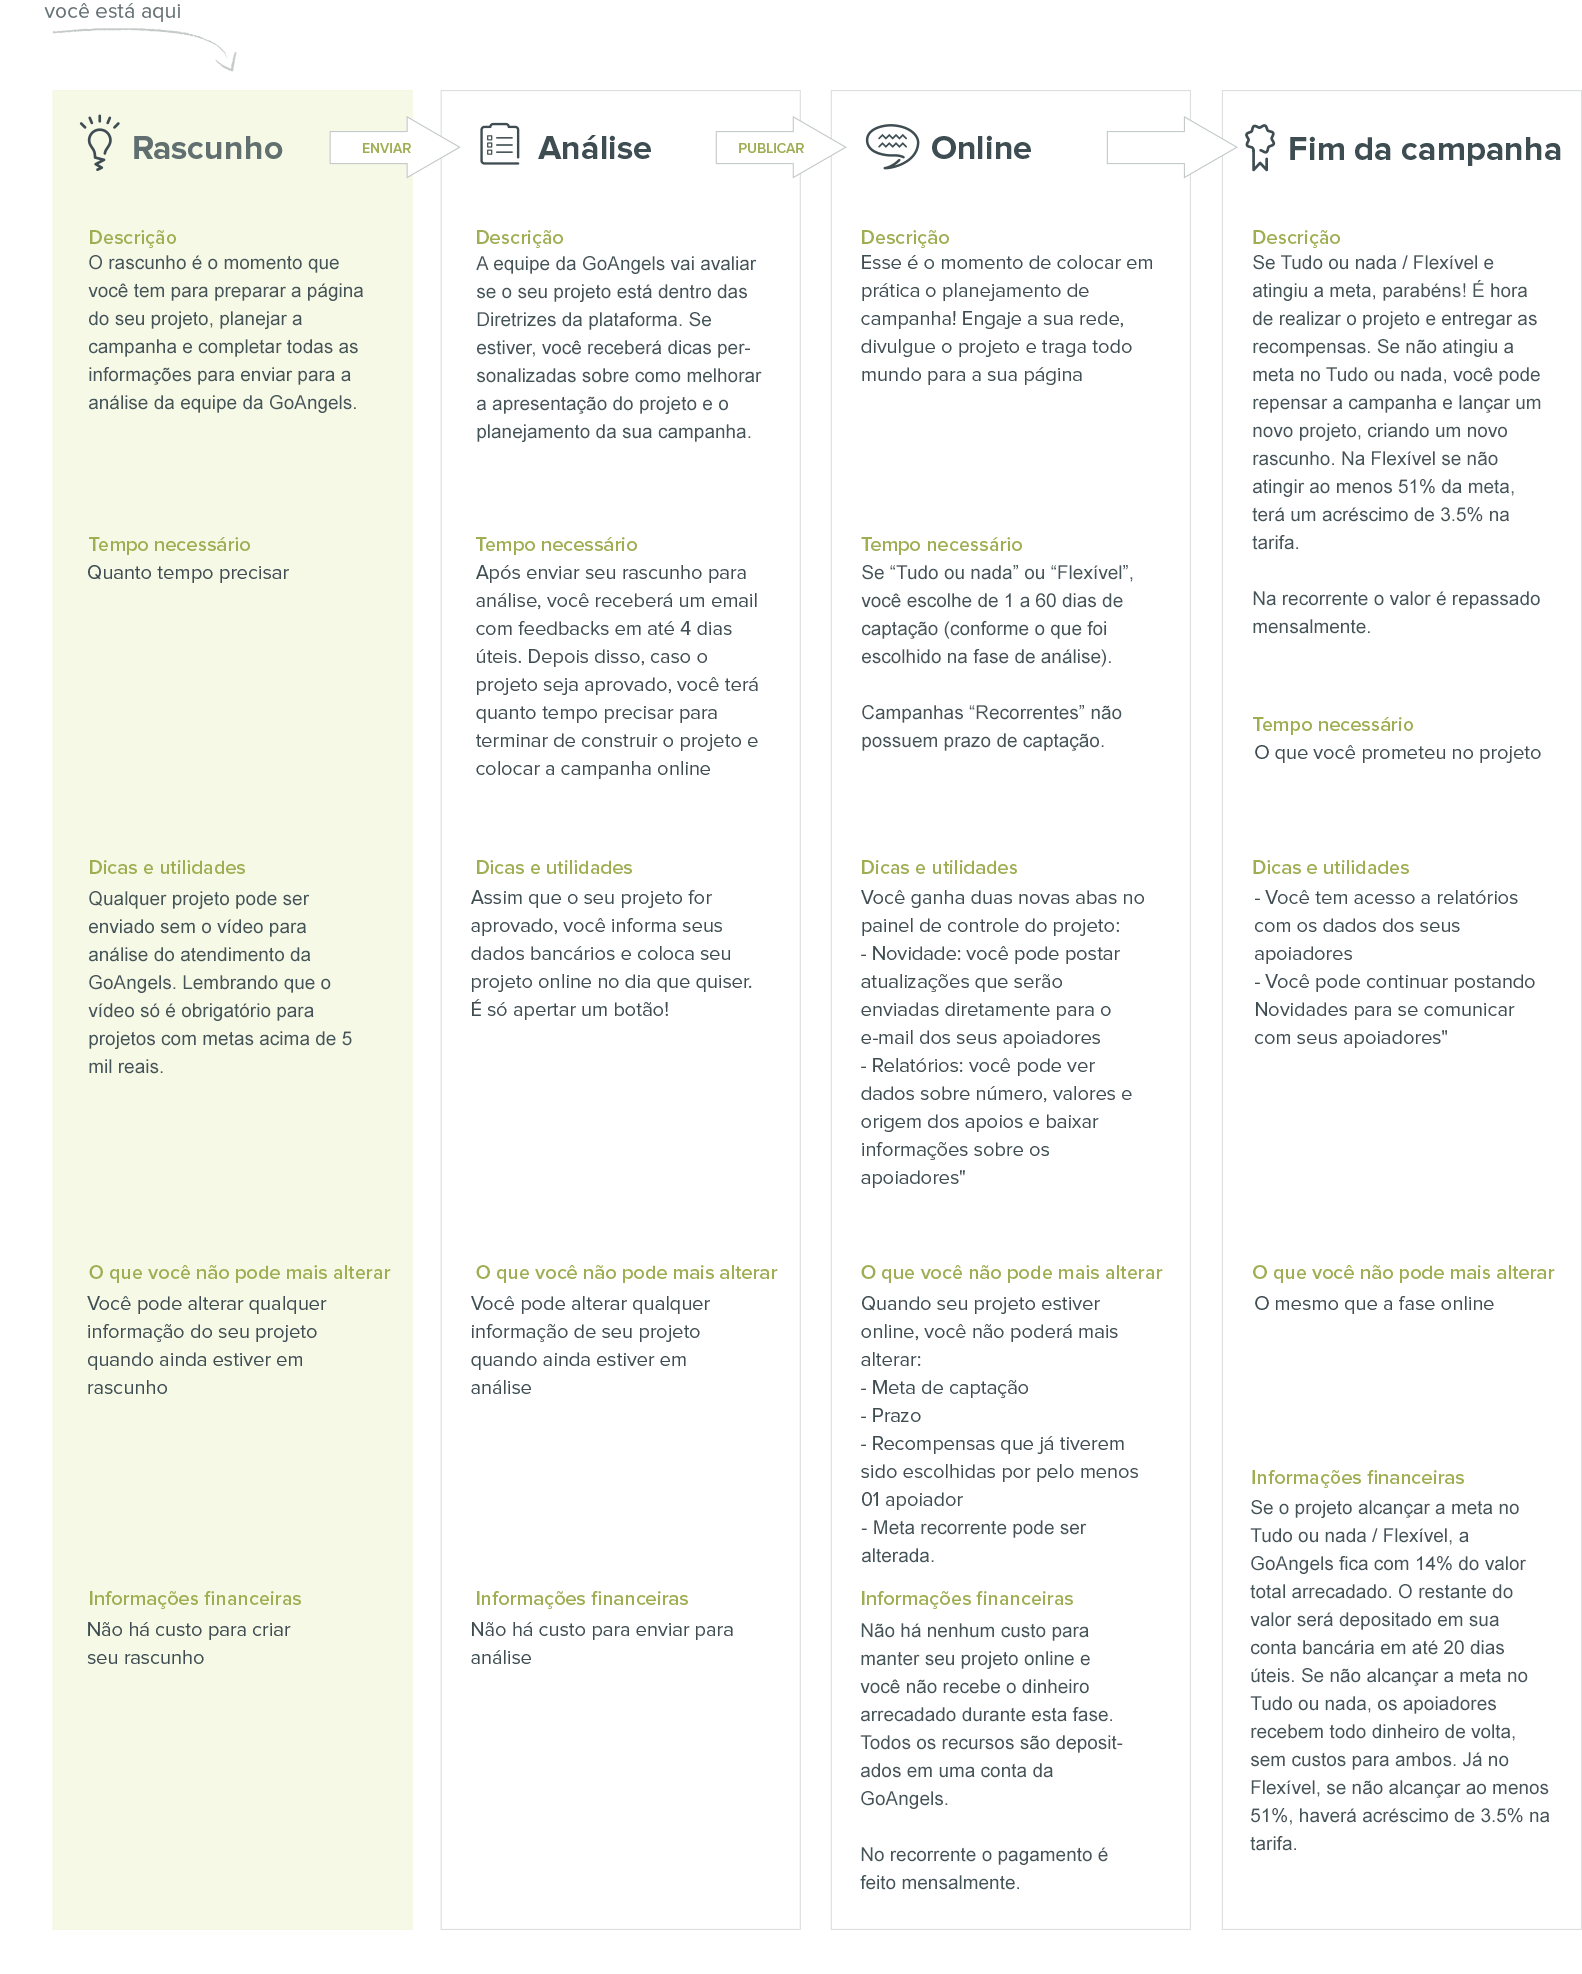 você está aqui
Rascunho
ENVIAR
Descrição
O rascunho é o momento que
você tem para preparar a página
do seu projeto, planejar a
campanha e completar todas as
informações para enviar para a
análise da equipe da GoAngels.
Tempo necessário
Quanto tempo precisar
Dicas e utilidades
Qualquer projeto pode ser
enviado sem o vídeo para
análise do atendimento da
GoAngels. Lembrando que o
vídeo só é obrigatório para
projetos com metas acima de 5
mil reais.
O que você não pode mais alterar
Você pode alterar qualquer
informação do seu projeto
quando ainda estiver em
rascunho
Informações financeiras
Não há custo para criar
seu rascunho
Análise
PUBLICAR
Descrição
A equipe da GoAngels vai avaliar
se o seu projeto está dentro das
Diretrizes da plataforma. Se
estiver, você receberá dicas per-
sonalizadas sobre como melhorar
a apresentação do projeto e o
planejamento da sua campanha.
Tempo necessário
Após enviar seu rascunho para
análise, você receberá um email
com feedbacks em até 4 dias
úteis. Depois disso, caso o
projeto seja aprovado, você terá
quanto tempo precisar para
terminar de construir o projeto e
colocar a campanha online
Dicas e utilidades
Assim que o seu projeto for
aprovado, você informa seus
dados bancários e coloca seu
projeto online no dia que quiser.
É só apertar um botão!
O que você não pode mais alterar
Você pode alterar qualquer
informação de seu projeto
quando ainda estiver em
análise
Informações financeiras
Não há custo para enviar para
análise
Online
Descrição
Esse é o momento de colocar em
prática o planejamento de
campanha! Engaje a sua rede,
divulgue o projeto e traga todo
mundo para a sua página
Tempo necessário
Se “Tudo ou nada” ou “Flexível”,
você escolhe de 1 a 60 dias de
captação (conforme o que foi
escolhido na fase de análise).
Campanhas “Recorrentes” não
possuem prazo de captação.
Dicas e utilidades
Você ganha duas novas abas no
painel de controle do projeto:
- Novidade: você pode postar
atualizações que serão
enviadas diretamente para o
e-mail dos seus apoiadores
- Relatórios: você pode ver
dados sobre número, valores e
origem dos apoios e baixar
informações sobre os
apoiadores"
O que você não pode mais alterar
Quando seu projeto estiver
online, você não poderá mais
alterar:
- Meta de captação
- Prazo
- Recompensas que já tiverem
sido escolhidas por pelo menos
01 apoiador
- Meta recorrente pode ser
alterada.
Informações financeiras
Não há nenhum custo para
manter seu projeto online e
você não recebe o dinheiro
arrecadado durante esta fase.
Todos os recursos são deposit-
ados em uma conta da
GoAngels.
No recorrente o pagamento é
feito mensalmente.
Fim da campanha
Descrição
Se Tudo ou nada / Flexível e
atingiu a meta, parabéns! É hora
de realizar o projeto e entregar as
recompensas. Se não atingiu a
meta no Tudo ou nada, você pode
repensar a campanha e lançar um
novo projeto, criando um novo
rascunho. Na Flexível se não
atingir ao menos 51% da meta,
terá um acréscimo de 3.5% na
tarifa.
Na recorrente o valor é repassado
mensalmente.
Tempo necessário
O que você prometeu no projeto
Dicas e utilidades
- Você tem acesso a relatórios
com os dados dos seus
apoiadores
- Você pode continuar postando
Novidades para se comunicar
com seus apoiadores"
O que você não pode mais alterar
O mesmo que a fase online
Informações financeiras
Se o projeto alcançar a meta no
Tudo ou nada / Flexível, a
GoAngels fica com 14% do valor
total arrecadado. O restante do
valor será depositado em sua
conta bancária em até 20 dias
úteis. Se não alcançar a meta no
Tudo ou nada, os apoiadores
recebem todo dinheiro de volta,
sem custos para ambos. Já no
Flexível, se não alcançar ao menos
51%, haverá acréscimo de 3.5% na
tarifa.